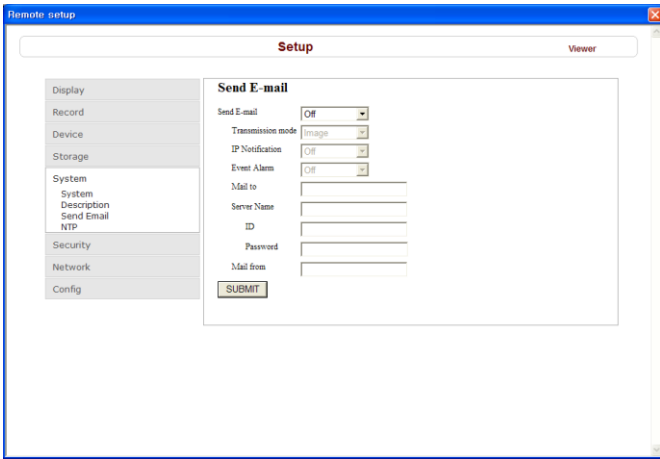 Remote setup
Setup
Viewer
Display
Record
Device
Storage
System
System
Description
Send Email
NTP
Security
Network
Config
Send E-mail
Send E-mail Off
Transmission mode Image
IP Notification Off
Event Alarm Off
Mail to
Server Name
ID
Password
Mail from
SUBMIT